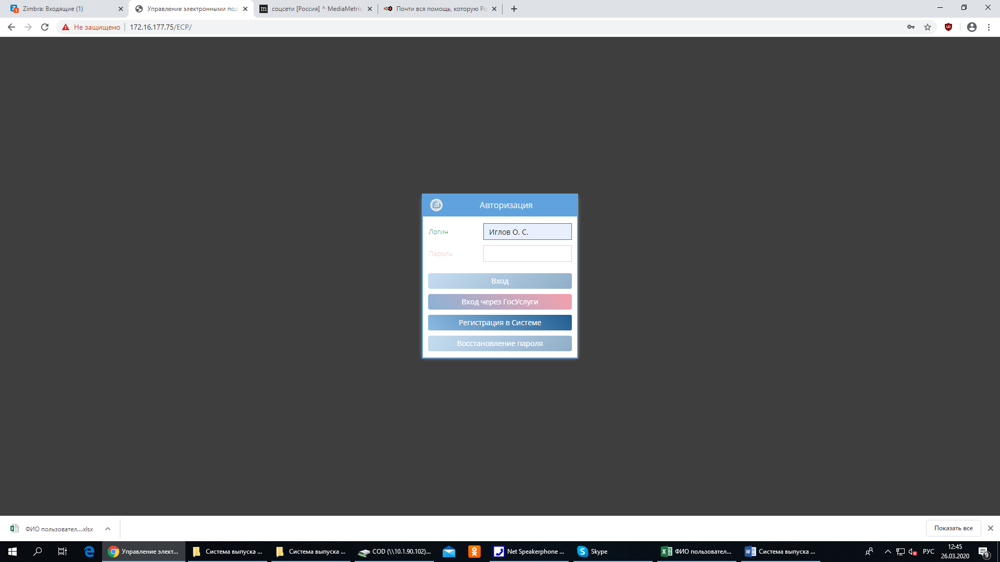 Zimbra: Входящие (1)
Управление электронными под
соцсети [Россия] ^ MediaMetric
Почти вся помощь, которую Ро
Не защищено
172.16.177.75/ECP/
Авторизация
Логин
Иглов О. С.
Пароль
Вход
Вход через ГосУслуги
Регистрация в Системе
Восстановление пароля
ФИО пользовател....xlsx
Показать все
Управление элект...
Система выпуска ...
Система выпуска ...
COD (\\10.1.90.102)...
Net Speakerphone ...
Skype
ФИО пользовател...
Система выпуска ...
РУС
12:45
26.03.2020
9